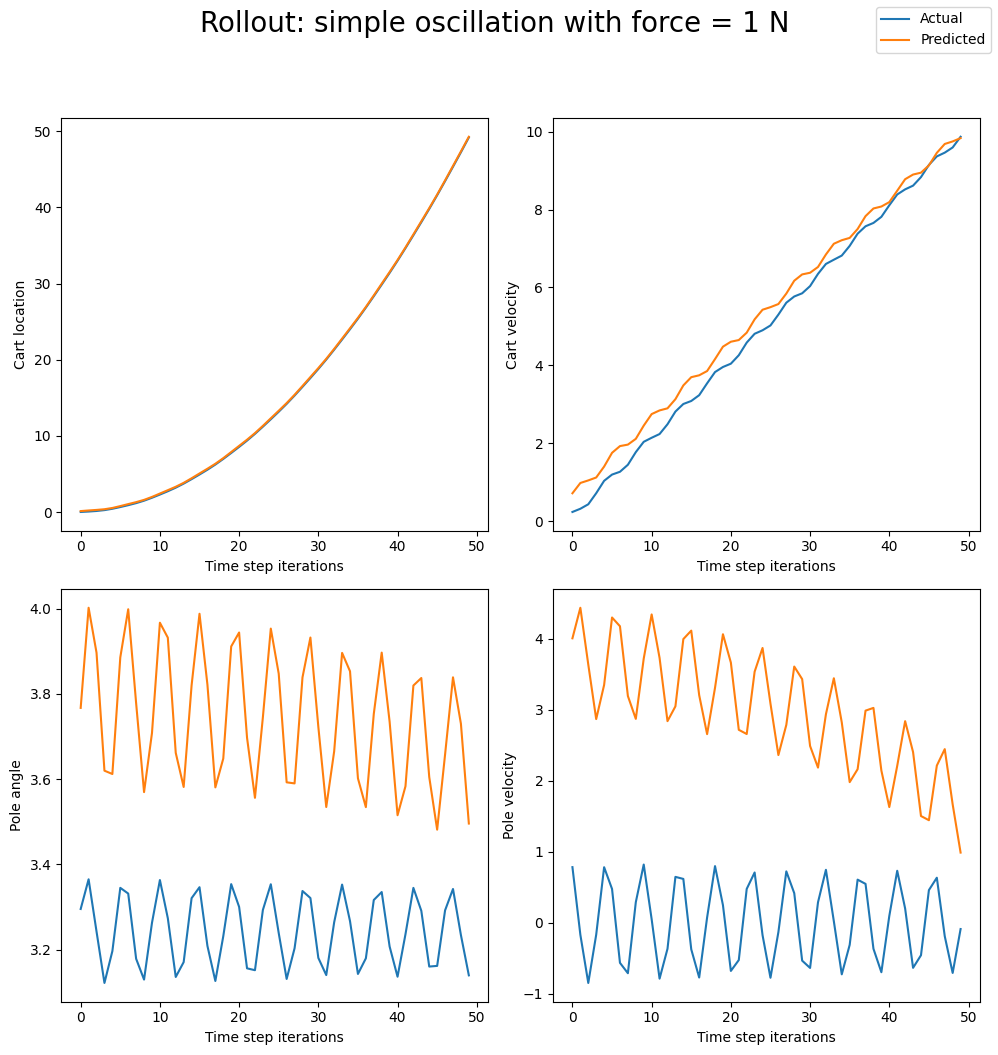 Rollout: simple oscillation with force = 1 N
Actual
Predicted
50
40
30
20
10
0
Cart location
0 10 20 30 40 50
Time step iterations
10
8
6
4
2
0
Cart velocity
0 10 20 30 40 50
Time step iterations
4.0
3.8
3.6
3.4
3.2
Pole angle
0 10 20 30 40 50
Time step iterations
4
3
2
1
0
−1
Pole velocity
0 10 20 30 40 50
Time step iterations